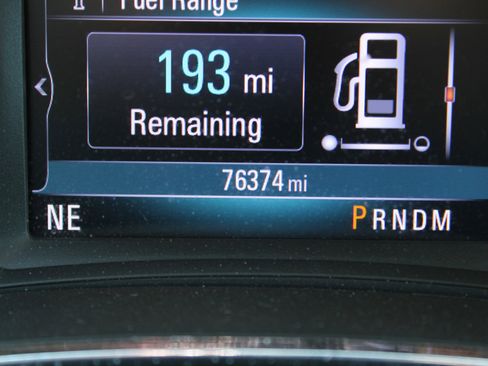 Fuel Range
193 mi
Remaining
76374 mi
NE
PRNDM